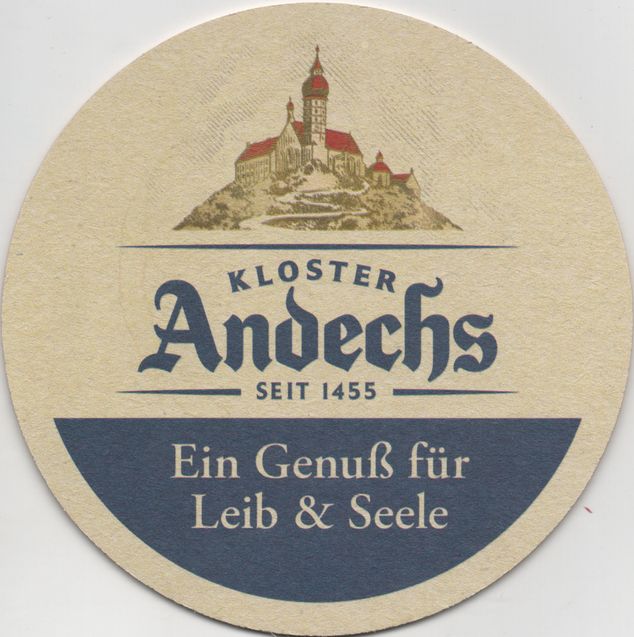 KLOSTER
Andechs
SEIT 1455
Ein Genuß für
Leib & Seele